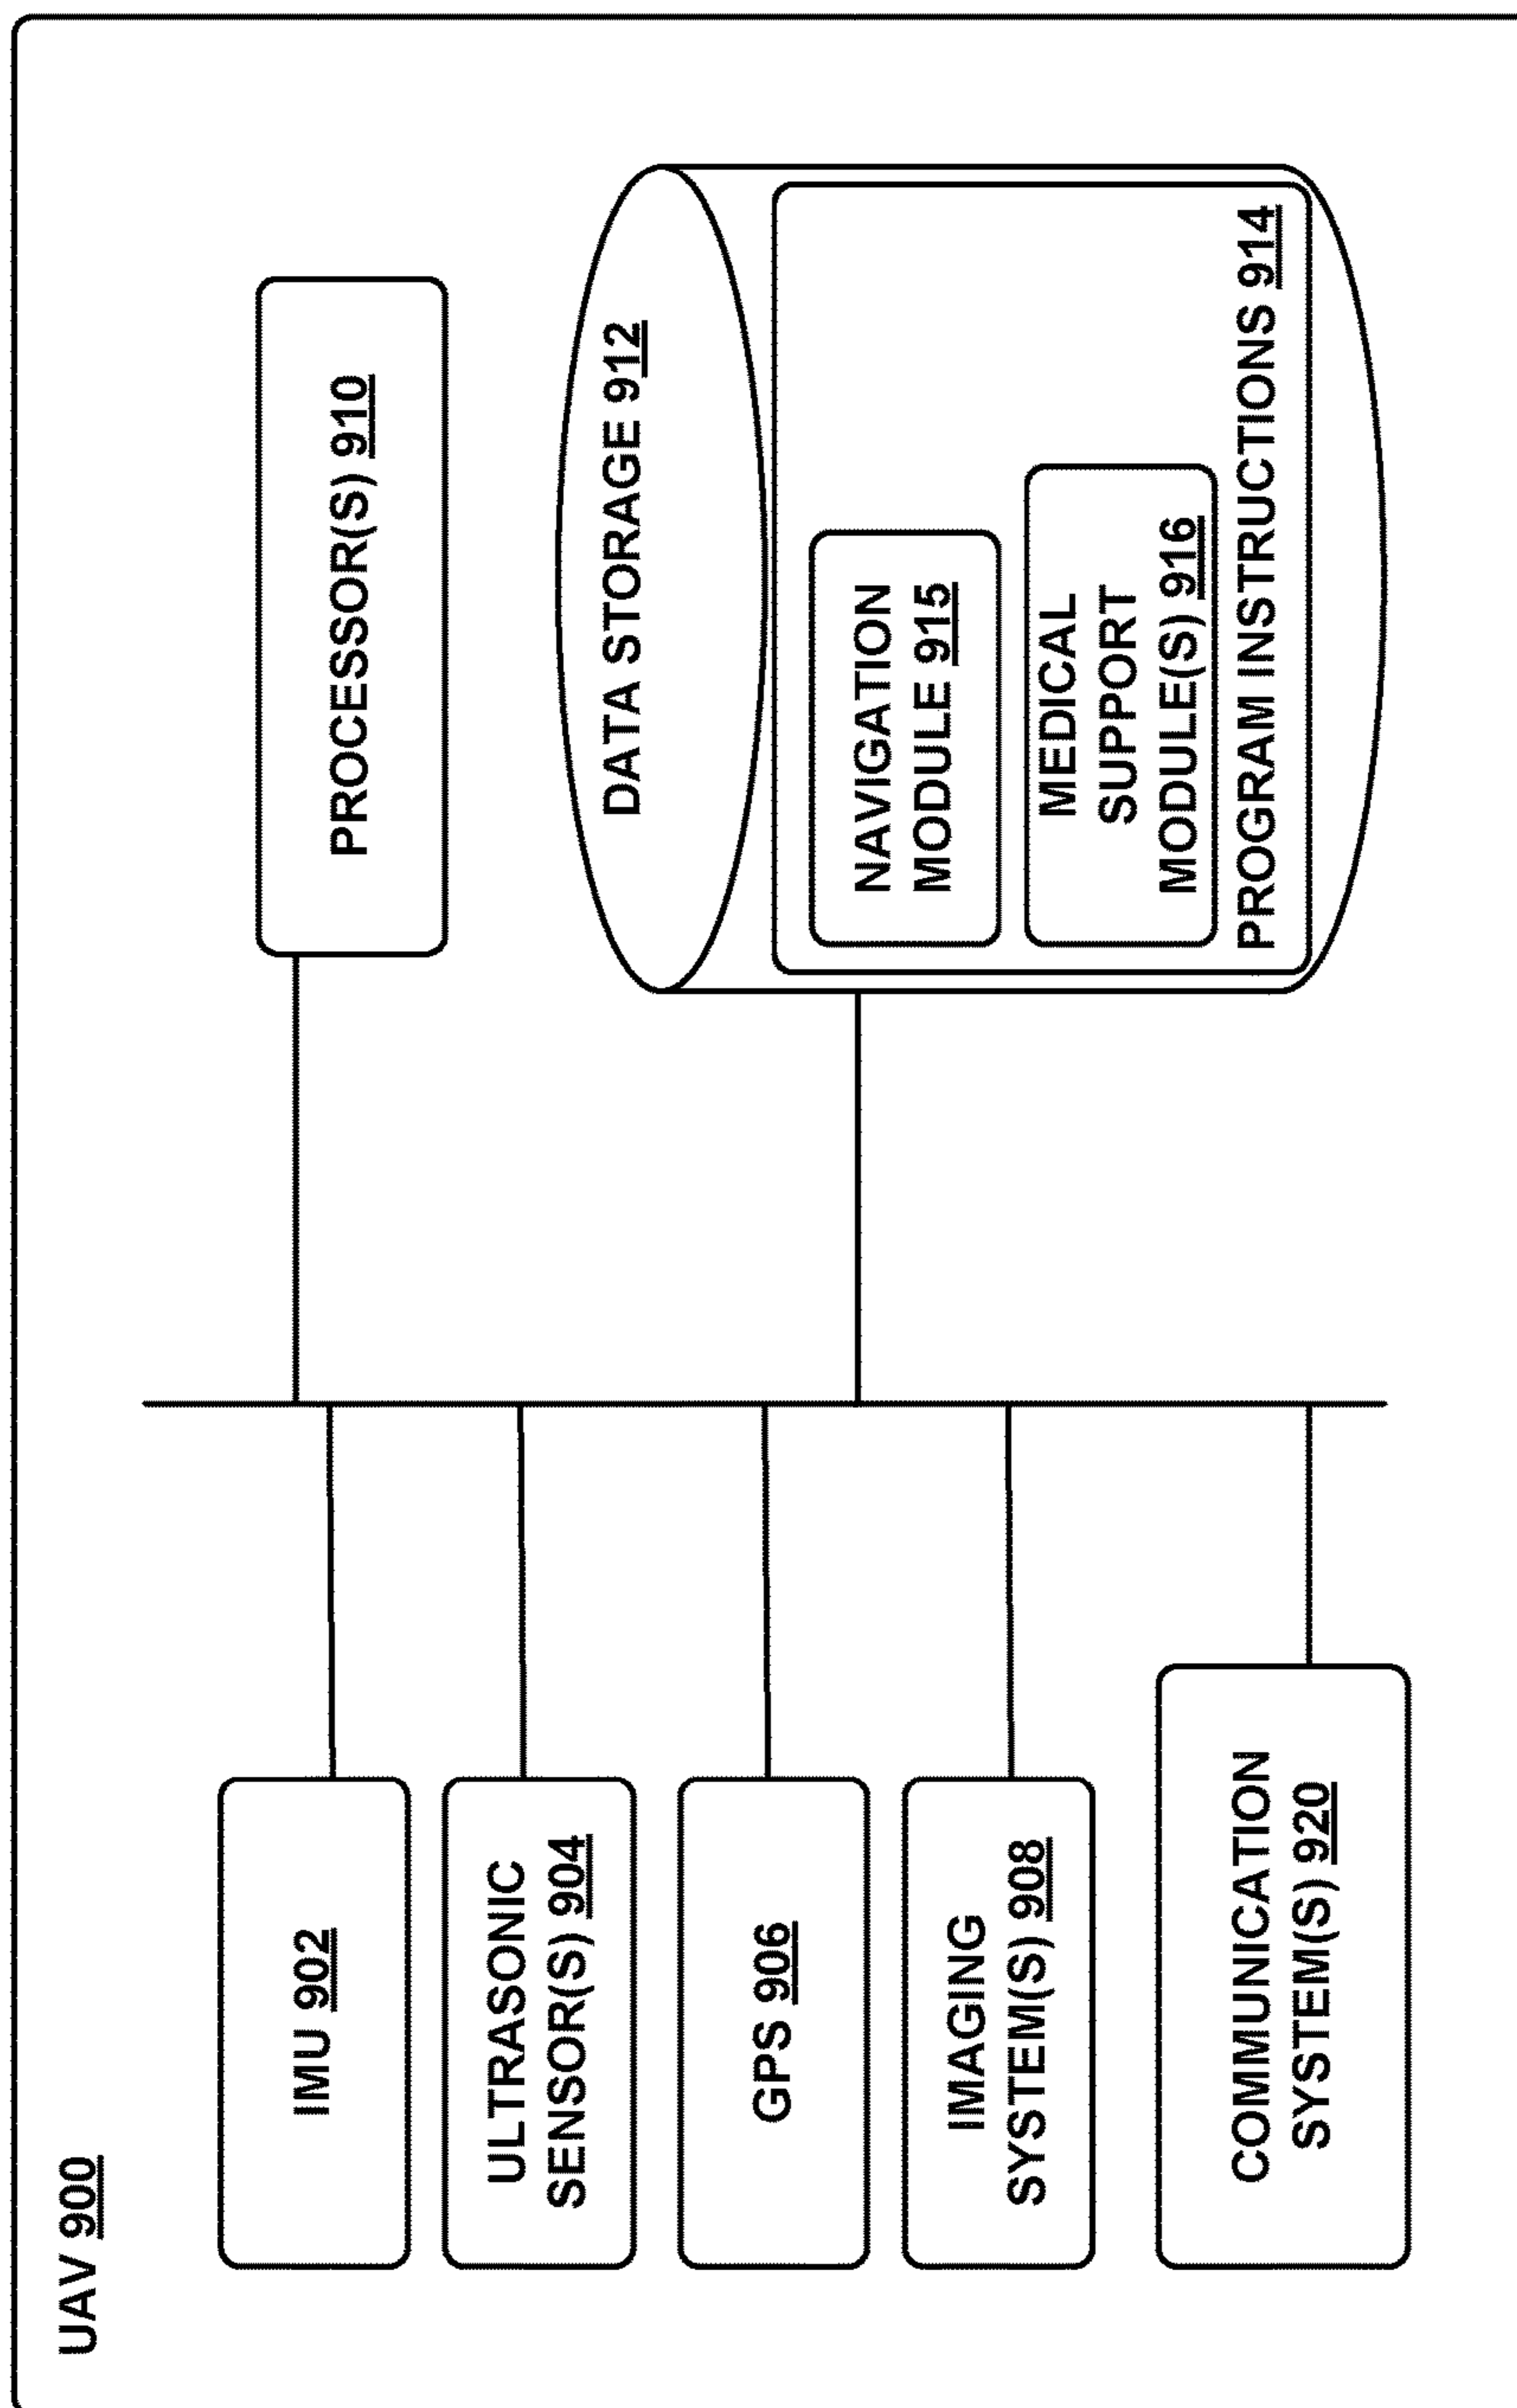 UAV 900
IMU 902
ULTRASONIC
SENSOR(S) 904
GPS 906
IMAGING
SYSTEM(S) 908
COMMUNICATION
SYSTEM(S) 920
PROCESSOR(S) 910
DATA STORAGE 912
NAVIGATION
MODULE 915
MEDICAL
SUPPORT
MODULE(S) 916
PROGRAM INSTRUCTIONS 914